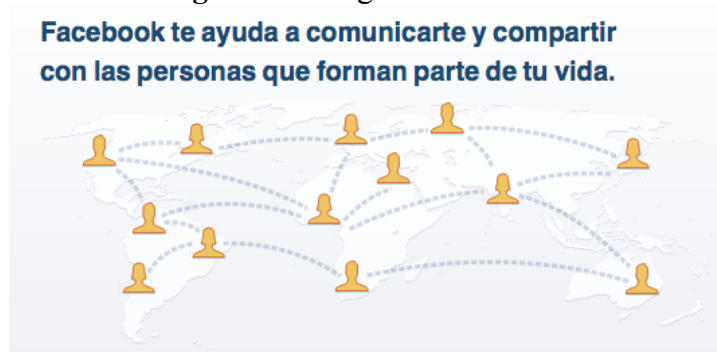 Facebook te ayuda a comunicarte y compartir
con las personas que forman parte de tu vida.